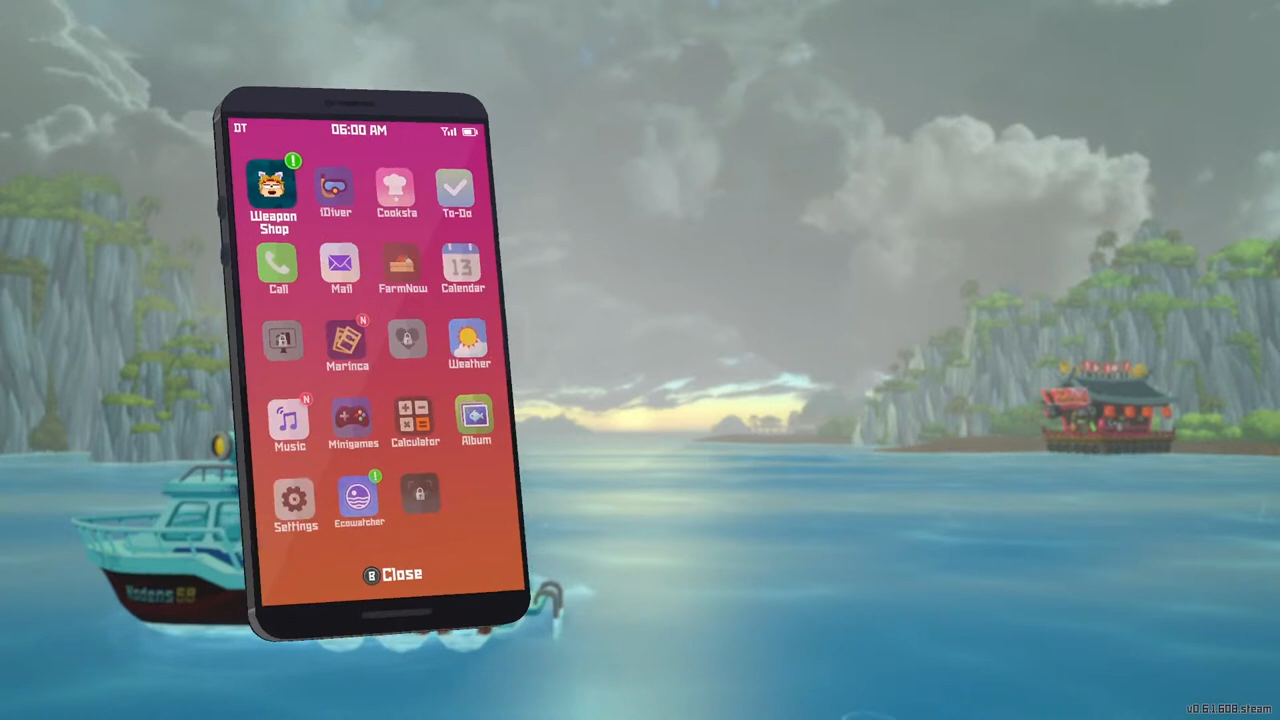 DT
06:00 AM
!
Weapon
Shop
iDiver
Cooksta
To-Do
Call
Mail
FarmNow
13
Calendar
N
Marinca
Weather
N
Music
Minigames
Calculator
Album
!
Settings
Ecowatcher
B Close
v0.6.1.608.steam